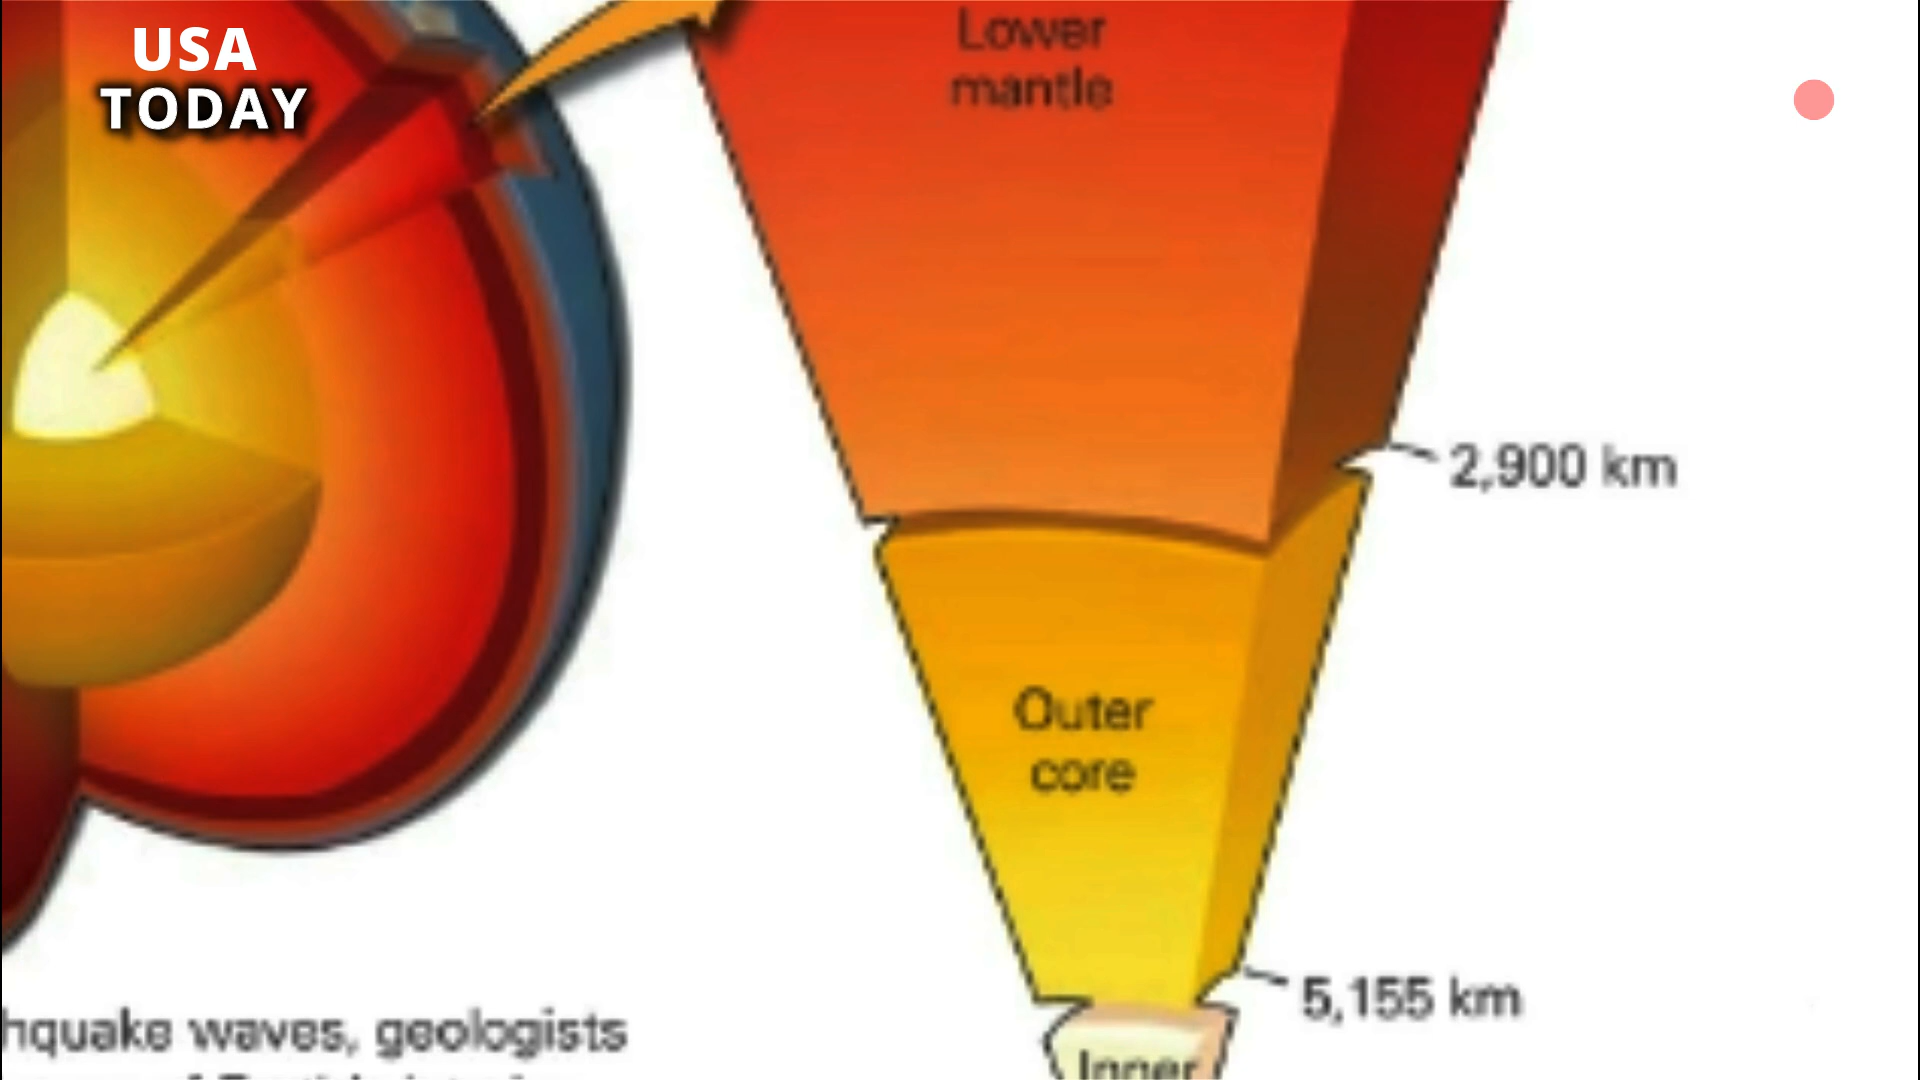 USA
TODAY
Lower
mantle
2,900 km
Outer
core
5,155 km
Inner
hquake waves, geologists